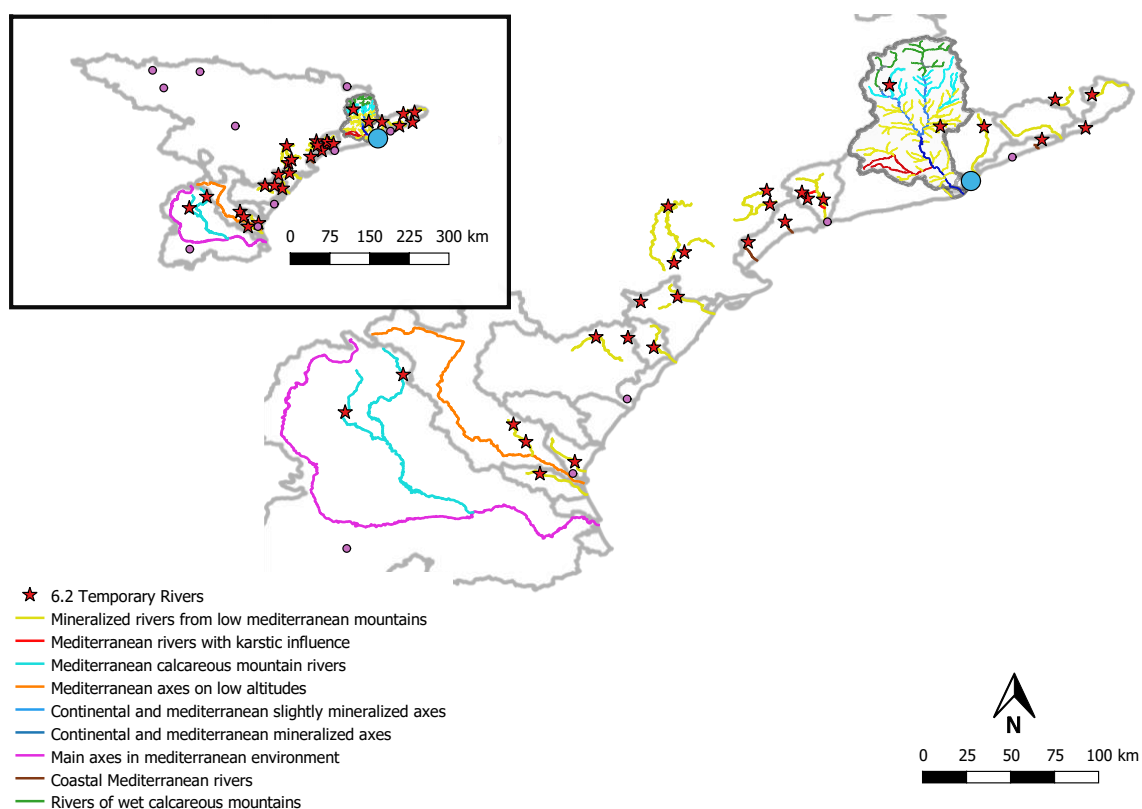 0 75 150 225 300 km
6.2 Temporary Rivers
Mineralized rivers from low mediterranean mountains
Mediterranean rivers with karstic influence
Mediterranean calcareous mountain rivers
Mediterranean axes on low altitudes
Continental and mediterranean slightly mineralized axes
Continental and mediterranean mineralized axes
Main axes in mediterranean environment
Coastal Mediterranean rivers
Rivers of wet calcareous mountains
N
0 25 50 75 100 km